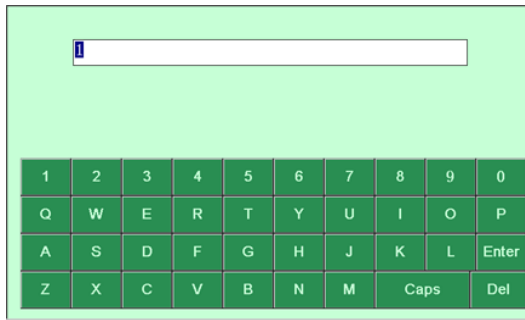 1
1 2 3 4 5 6 7 8 9 0
Q W E R T Y U I O P
A S D F G H J K L Enter
Z X C V B N M Caps Del